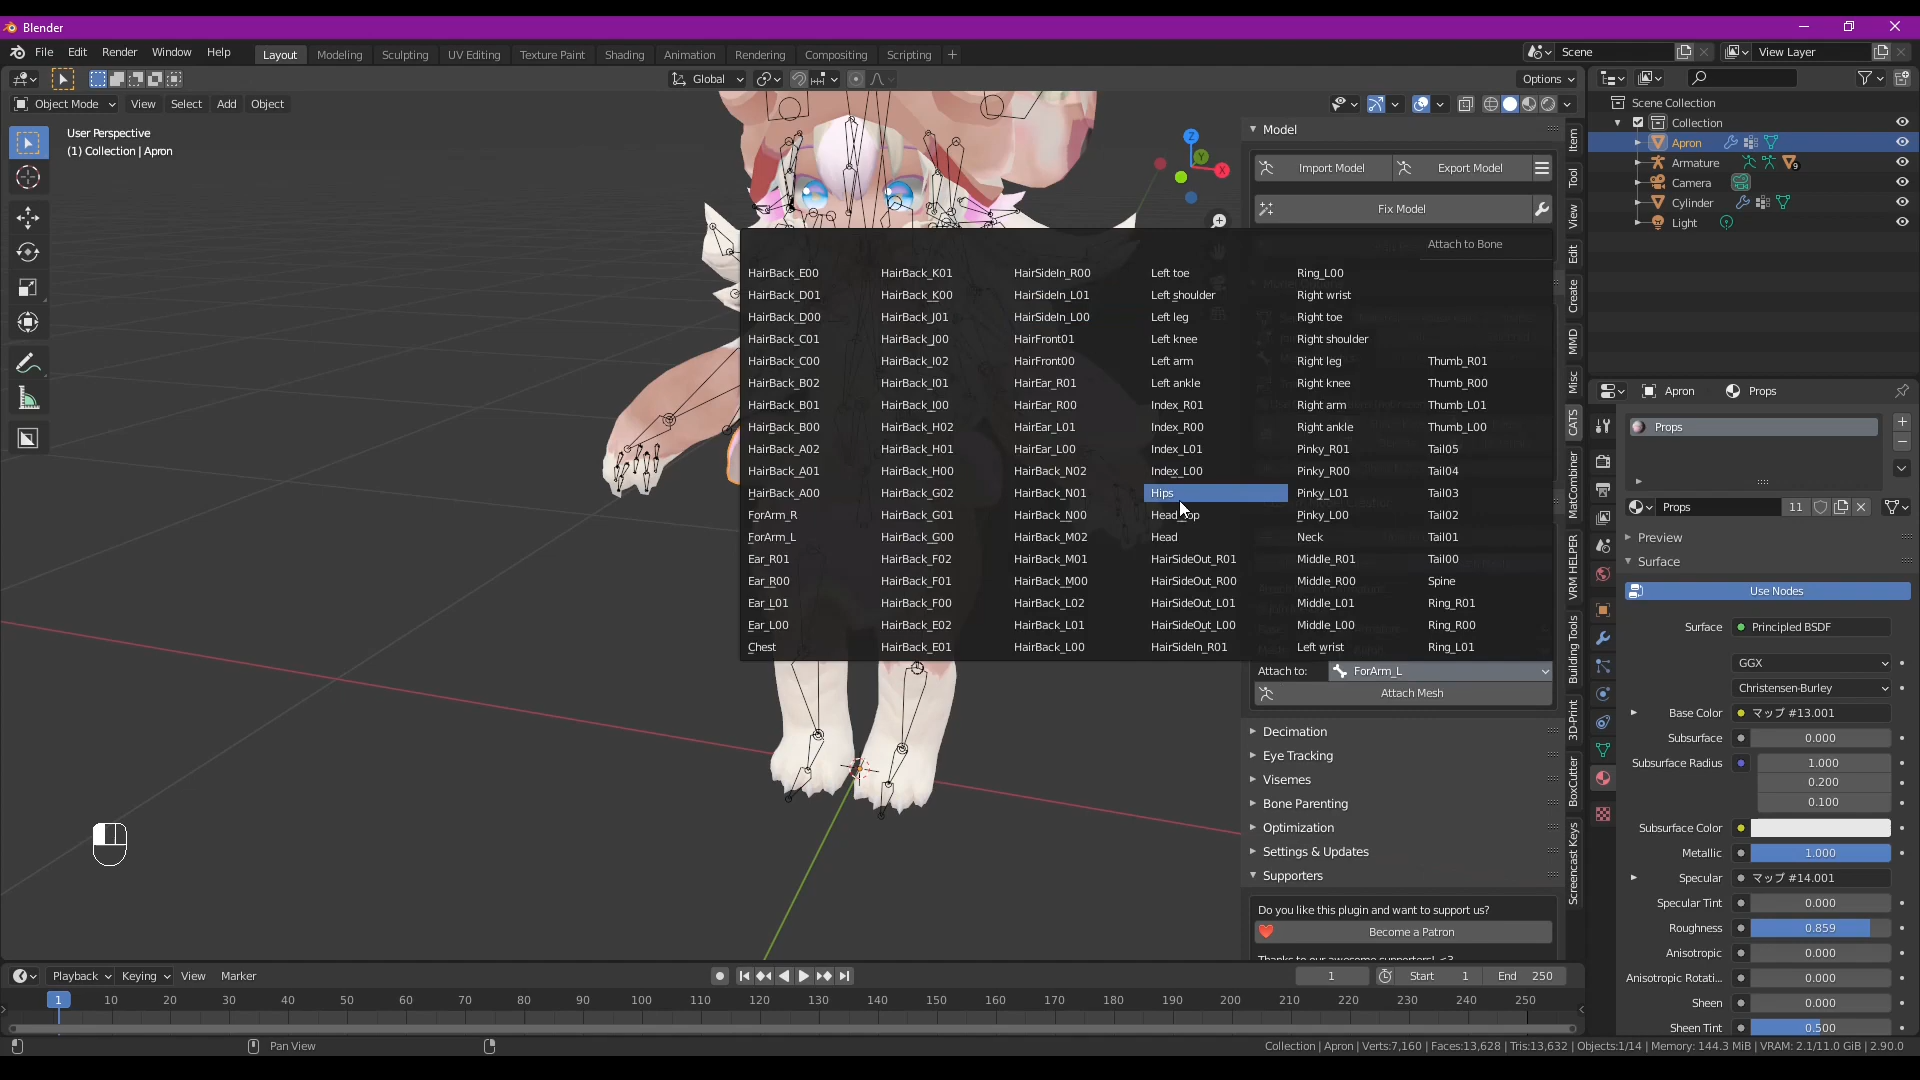 Blender
File Edit Render Window Help Layout Modeling Sculpting UV Editing Texture Paint Shading Animation Rendering Compositing Scripting + Scene View Layer
Global Options
Object Mode View Select Add Object
User Perspective
(1) Collection | Apron
Z
Y
X
Model
Import Model Export Model
Fix Model
Attach to Bone
HairBack_E00 HairBack_K01 HairSideIn_R00 Left toe Ring_L00
HairBack_D01 HairBack_K00 HairSideIn_L01 Left shoulder Right wrist
HairBack_D00 HairBack_J01 HairSideIn_L00 Left leg Right toe
HairBack_C01 HairBack_J00 HairFront01 Left knee Right shoulder
HairBack_C00 HairBack_I02 HairFront00 Left arm Right leg Thumb_R01
HairBack_B02 HairBack_I01 HairEar_R01 Left ankle Right knee Thumb_R00
HairBack_B01 HairBack_I00 HairEar_R00 Index_R01 Right arm Thumb_L01
HairBack_B00 HairBack_H02 HairEar_L01 Index_R00 Right ankle Thumb_L00
HairBack_A02 HairBack_H01 HairEar_L00 Index_L01 Pinky_R01 Tail05
HairBack_A01 HairBack_H00 HairBack_N02 Index_L00 Pinky_R00 Tail04
HairBack_A00 HairBack_G02 HairBack_N01 Hips Pinky_L01 Tail03
ForArm_R HairBack_G01 HairBack_N00 Head_top Pinky_L00 Tail02
ForArm_L HairBack_G00 HairBack_M02 Head Neck Tail01
Ear_R01 HairBack_F02 HairBack_M01 HairSideOut_R01 Middle_R01 Tail00
Ear_R00 HairBack_F01 HairBack_M00 HairSideOut_R00 Middle_R00 Spine
Ear_L01 HairBack_F00 HairBack_L02 HairSideOut_L01 Middle_L01 Ring_R01
Ear_L00 HairBack_E02 HairBack_L01 HairSideOut_L00 Middle_L00 Ring_R00
Chest HairBack_E01 HairBack_L00 HairSideIn_R01 Left wrist Ring_L01
Attach to: ForArm_L
Attach Mesh
Decimation
Eye Tracking
Visemes
Bone Parenting
Optimization
Settings & Updates
Supporters
Do you like this plugin and want to support us?
Become a Patron
Thanks to our awesome supporters! <3
Item
Tool
View
Edit
Create
MMD
Misc
CATS
MatCombiner
VRM HELPER
Building Tools
3D-Print
BoxCutter
Screencast Keys
Scene Collection
Collection
Apron
Armature 9
Camera
Cylinder
Light
Apron Props
Props
Props 11
Preview
Surface
Use Nodes
Surface Principled BSDF
GGX
Christensen-Burley
Base Color マップ #13.001
Subsurface 0.000
Subsurface Radius 1.000
0.200
0.100
Subsurface Color
Metallic 1.000
Specular マップ #14.001
Specular Tint 0.000
Roughness 0.859
Anisotropic 0.000
Anisotropic Rotati... 0.000
Sheen 0.000
Sheen Tint 0.500
Playback Keying View Marker 1 Start 1 End 250
1 10 20 30 40 50 60 70 80 90 100 110 120 130 140 150 160 170 180 190 200 210 220 230 240 250
Pan View Collection | Apron | Verts:7,160 | Faces:13,628 | Tris:13,632 | Objects:1/14 | Memory: 144.3 MiB | VRAM: 2.1/11.0 GiB | 2.90.0